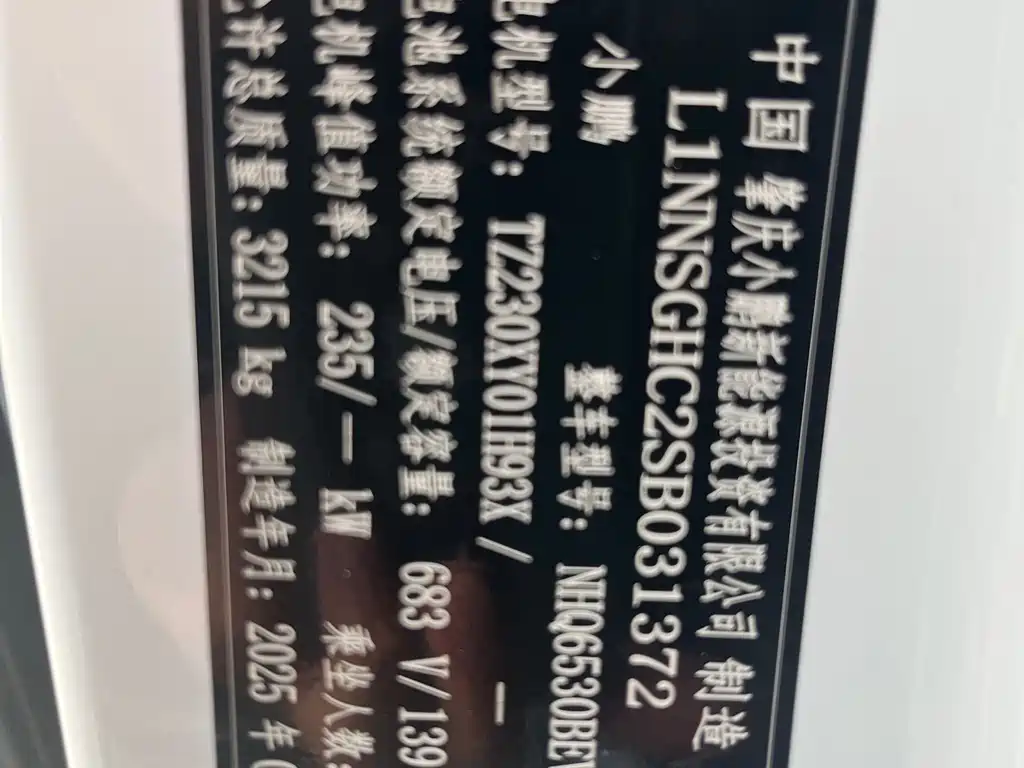 中国 肇庆小鹏新能源投资有限公司 制造
L1NNSGHC2SB031372
小鹏 整车型号: NHQ6530BEV
电机型号: TZ230XY01H93X / —
电池系统额定电压/额定容量: 683 V/139
电机峰值功率: 235/— kW 乘坐人数:
允许总质量: 3215 kg 制造年月: 2025 年 0